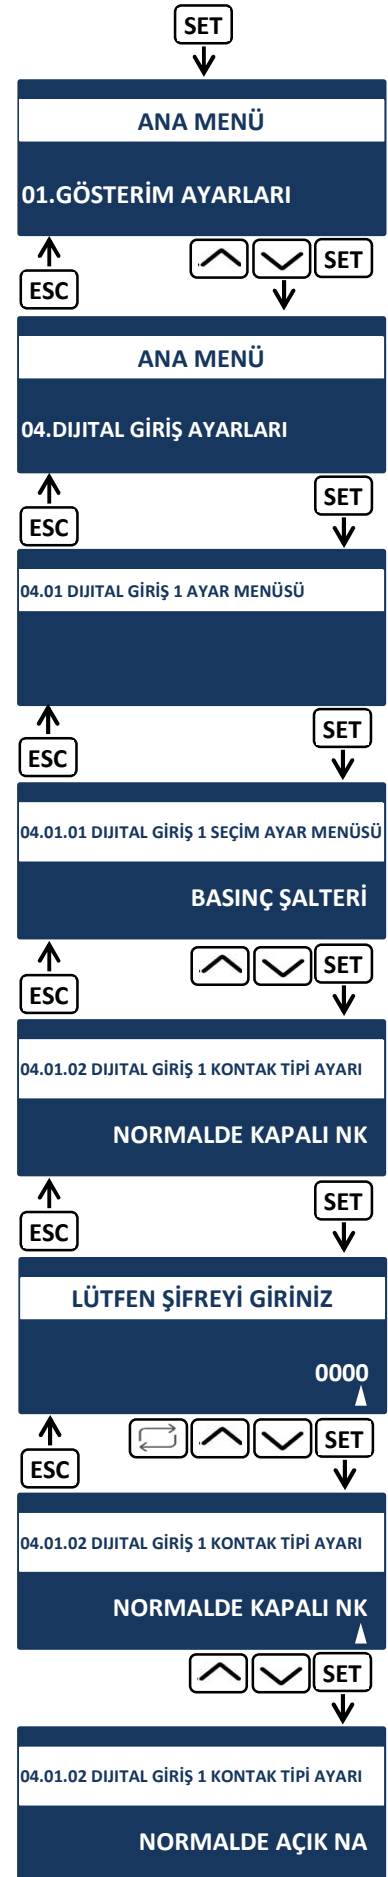 SET
ANA MENÜ
01.GÖSTERİM AYARLARI
ESC
SET
ANA MENÜ
04.DIJITAL GİRİŞ AYARLARI
ESC
SET
04.01 DIJITAL GİRİŞ 1 AYAR MENÜSÜ
ESC
SET
04.01.01 DIJITAL GİRİŞ 1 SEÇİM AYAR MENÜSÜ
BASINÇ ŞALTERİ
ESC
SET
04.01.02 DIJITAL GİRİŞ 1 KONTAK TİPİ AYARI
NORMALDE KAPALI NK
ESC
SET
LÜTFEN ŞİFREYİ GİRİNİZ
0000
ESC
SET
04.01.02 DIJITAL GİRİŞ 1 KONTAK TİPİ AYARI
NORMALDE KAPALI NK
SET
04.01.02 DIJITAL GİRİŞ 1 KONTAK TİPİ AYARI
NORMALDE AÇIK NA